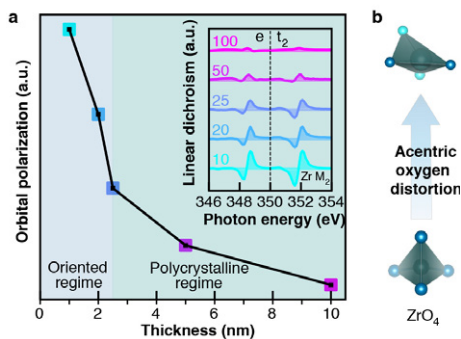 a
Orbital polarization (a.u.)
Oriented
regime
Polycrystalline
regime
0 2 4 6 8 10
Thickness (nm)
Linear dichroism (a.u.)
100
50
25
20
10
e t₂
Zr M₂
346 348 350 352 354
Photon energy (eV)
b
Acentric
oxygen
distortion
ZrO₄